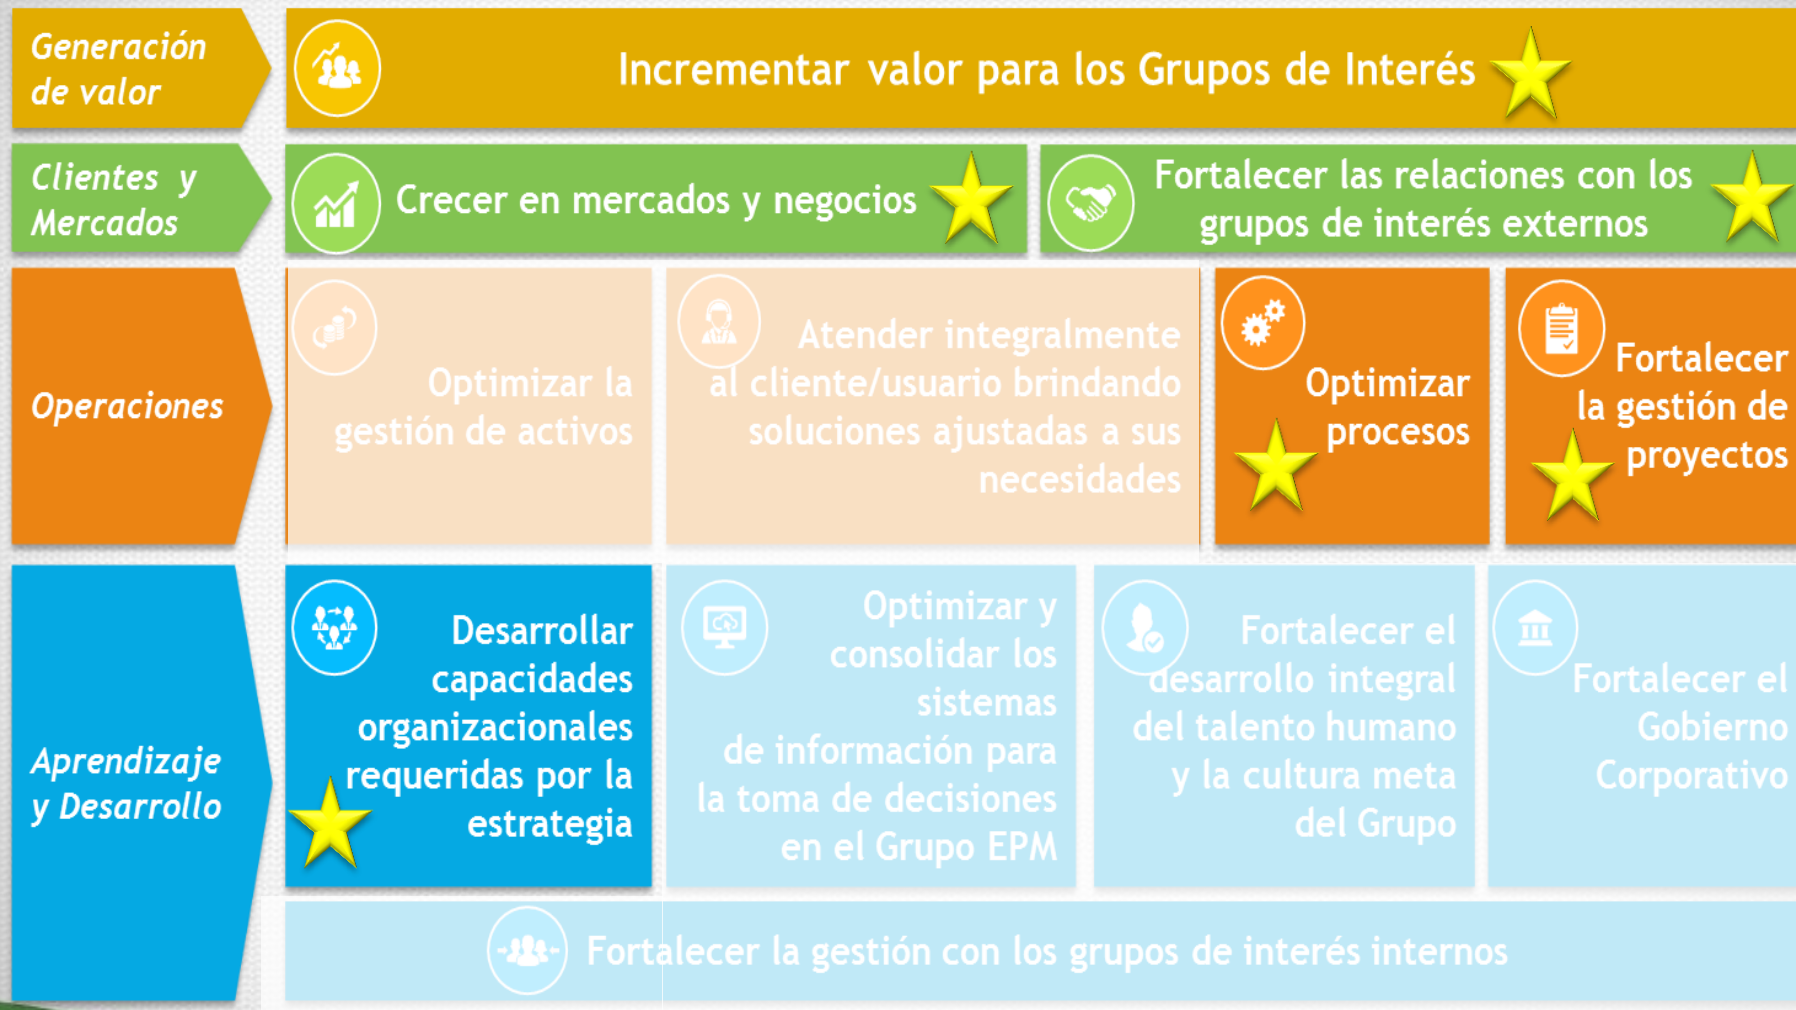 Generación
de valor
Incrementar valor para los Grupos de Interés
Clientes y
Mercados
Crecer en mercados y negocios
Fortalecer las relaciones con los
grupos de interés externos
Operaciones
Optimizar la
gestión de activos
Atender integralmente
al cliente/usuario brindando
soluciones ajustadas a sus
necesidades
Optimizar
procesos
Fortalecer
la gestión de
proyectos
Aprendizaje
y Desarrollo
Desarrollar
capacidades
organizacionales
requeridas por la
estrategia
Optimizar y
consolidar los
sistemas
de información para
la toma de decisiones
en el Grupo EPM
Fortalecer el
desarrollo integral
del talento humano
y la cultura meta
del Grupo
Fortalecer el
Gobierno
Corporativo
Fortalecer la gestión con los grupos de interés internos